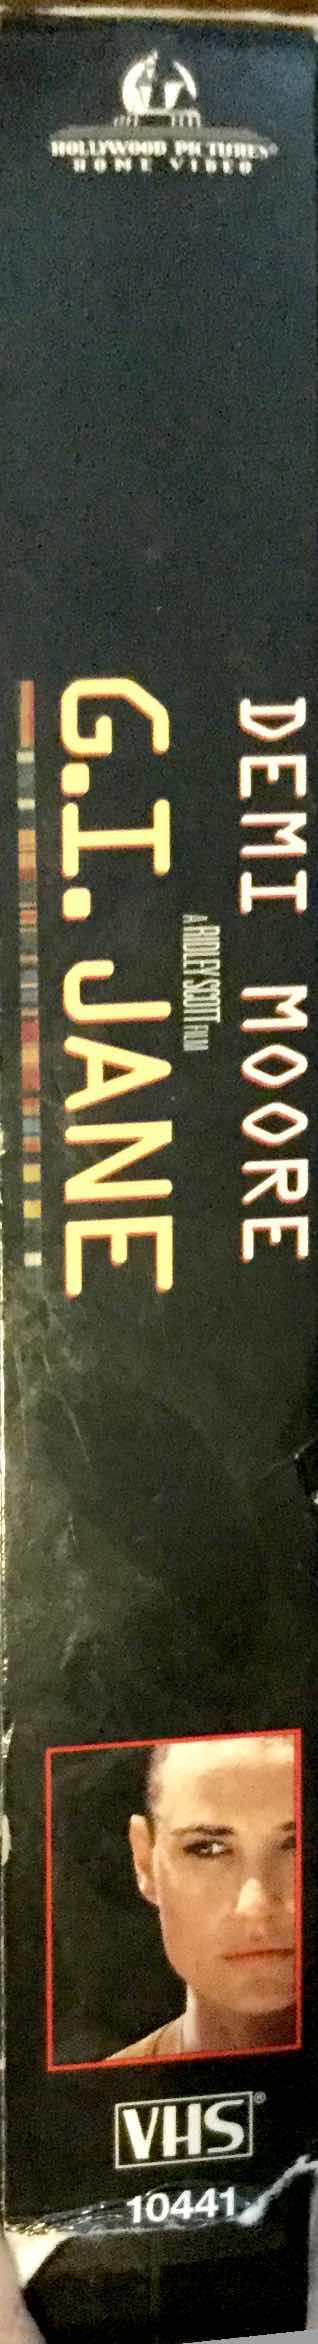 HOLLYWOOD PICTURES®
HOME VIDEO
DEMI MOORE
A RIDLEY SCOTT FILM
G.I. JANE
VHS®
10441